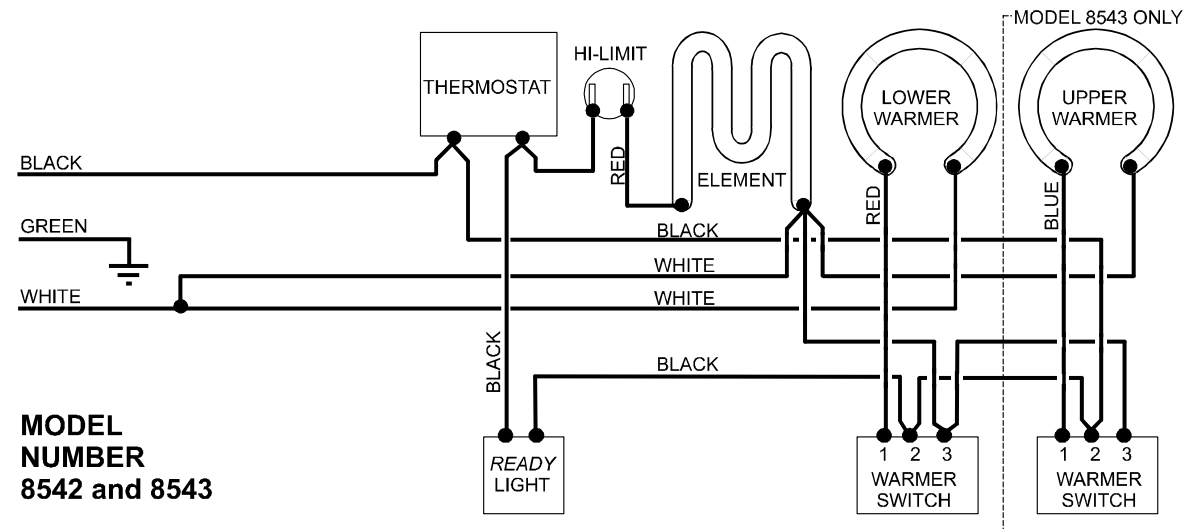 MODEL 8543 ONLY
HI-LIMIT
THERMOSTAT
LOWER
WARMER
UPPER
WARMER
BLACK
RED
ELEMENT
RED
BLUE
GREEN
BLACK
WHITE
WHITE
WHITE
BLACK
BLACK
MODEL
NUMBER
8542 and 8543
READY
LIGHT
1 2 3
WARMER
SWITCH
1 2 3
WARMER
SWITCH